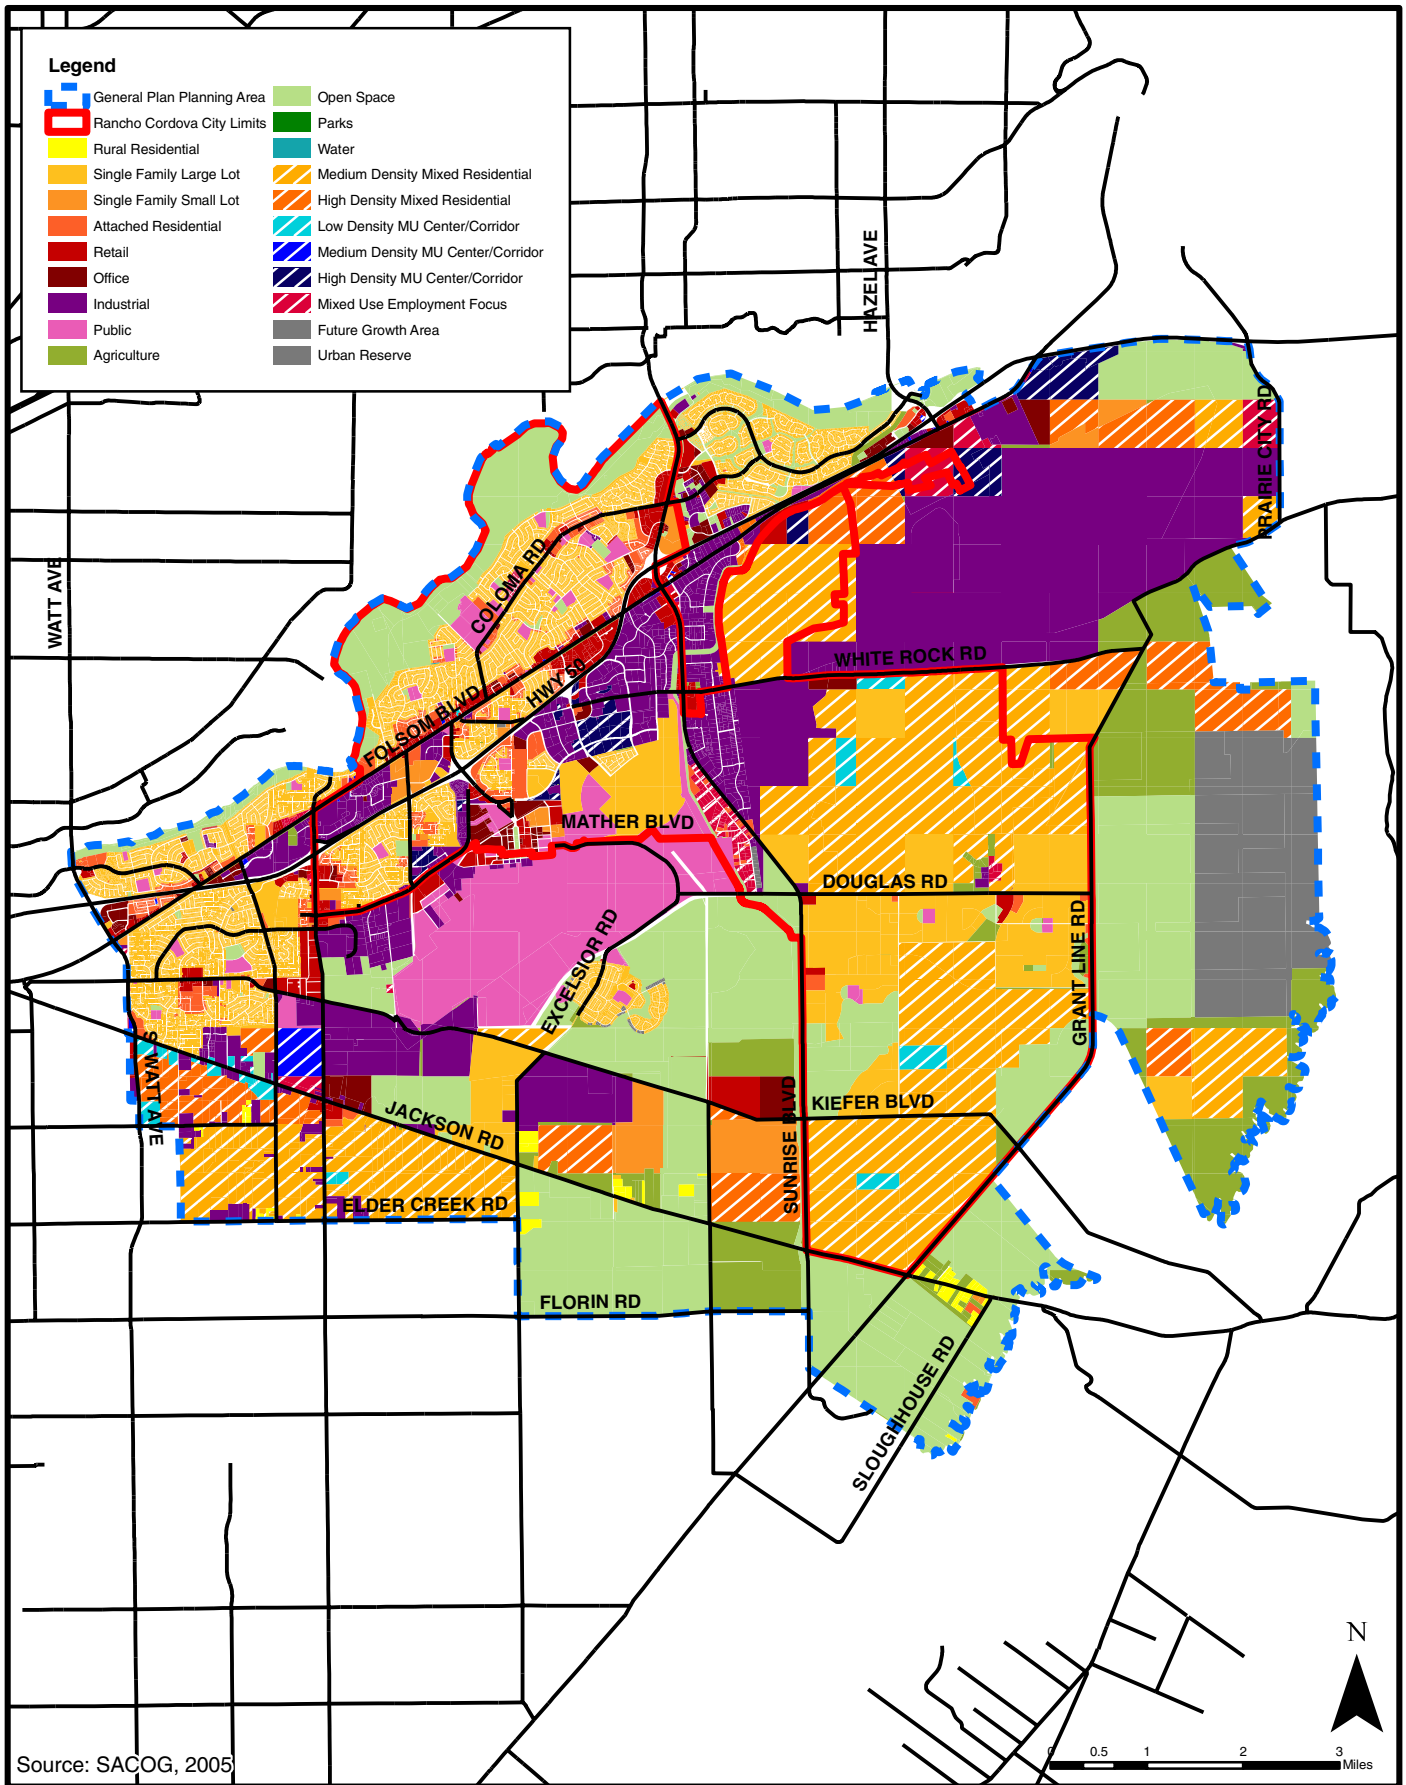 Legend
General Plan Planning Area
Rancho Cordova City Limits
Rural Residential
Single Family Large Lot
Single Family Small Lot
Attached Residential
Retail
Office
Industrial
Public
Agriculture
Open Space
Parks
Water
Medium Density Mixed Residential
High Density Mixed Residential
Low Density MU Center/Corridor
Medium Density MU Center/Corridor
High Density MU Center/Corridor
Mixed Use Employment Focus
Future Growth Area
Urban Reserve
HAZEL AVE
PRAIRIE CITY RD
WATT AVE
COLOMA RD
HWY 50
FOLSOM BLVD
WHITE ROCK RD
MATHER BLVD
DOUGLAS RD
EXCELSIOR RD
GRANT LINE RD
S WATT AVE
JACKSON RD
SUNRISE BLVD
KIEFER BLVD
ELDER CREEK RD
FLORIN RD
SLOUGHHOUSE RD
N
0 0.5 1 2 3
Miles
Source: SACOG, 2005